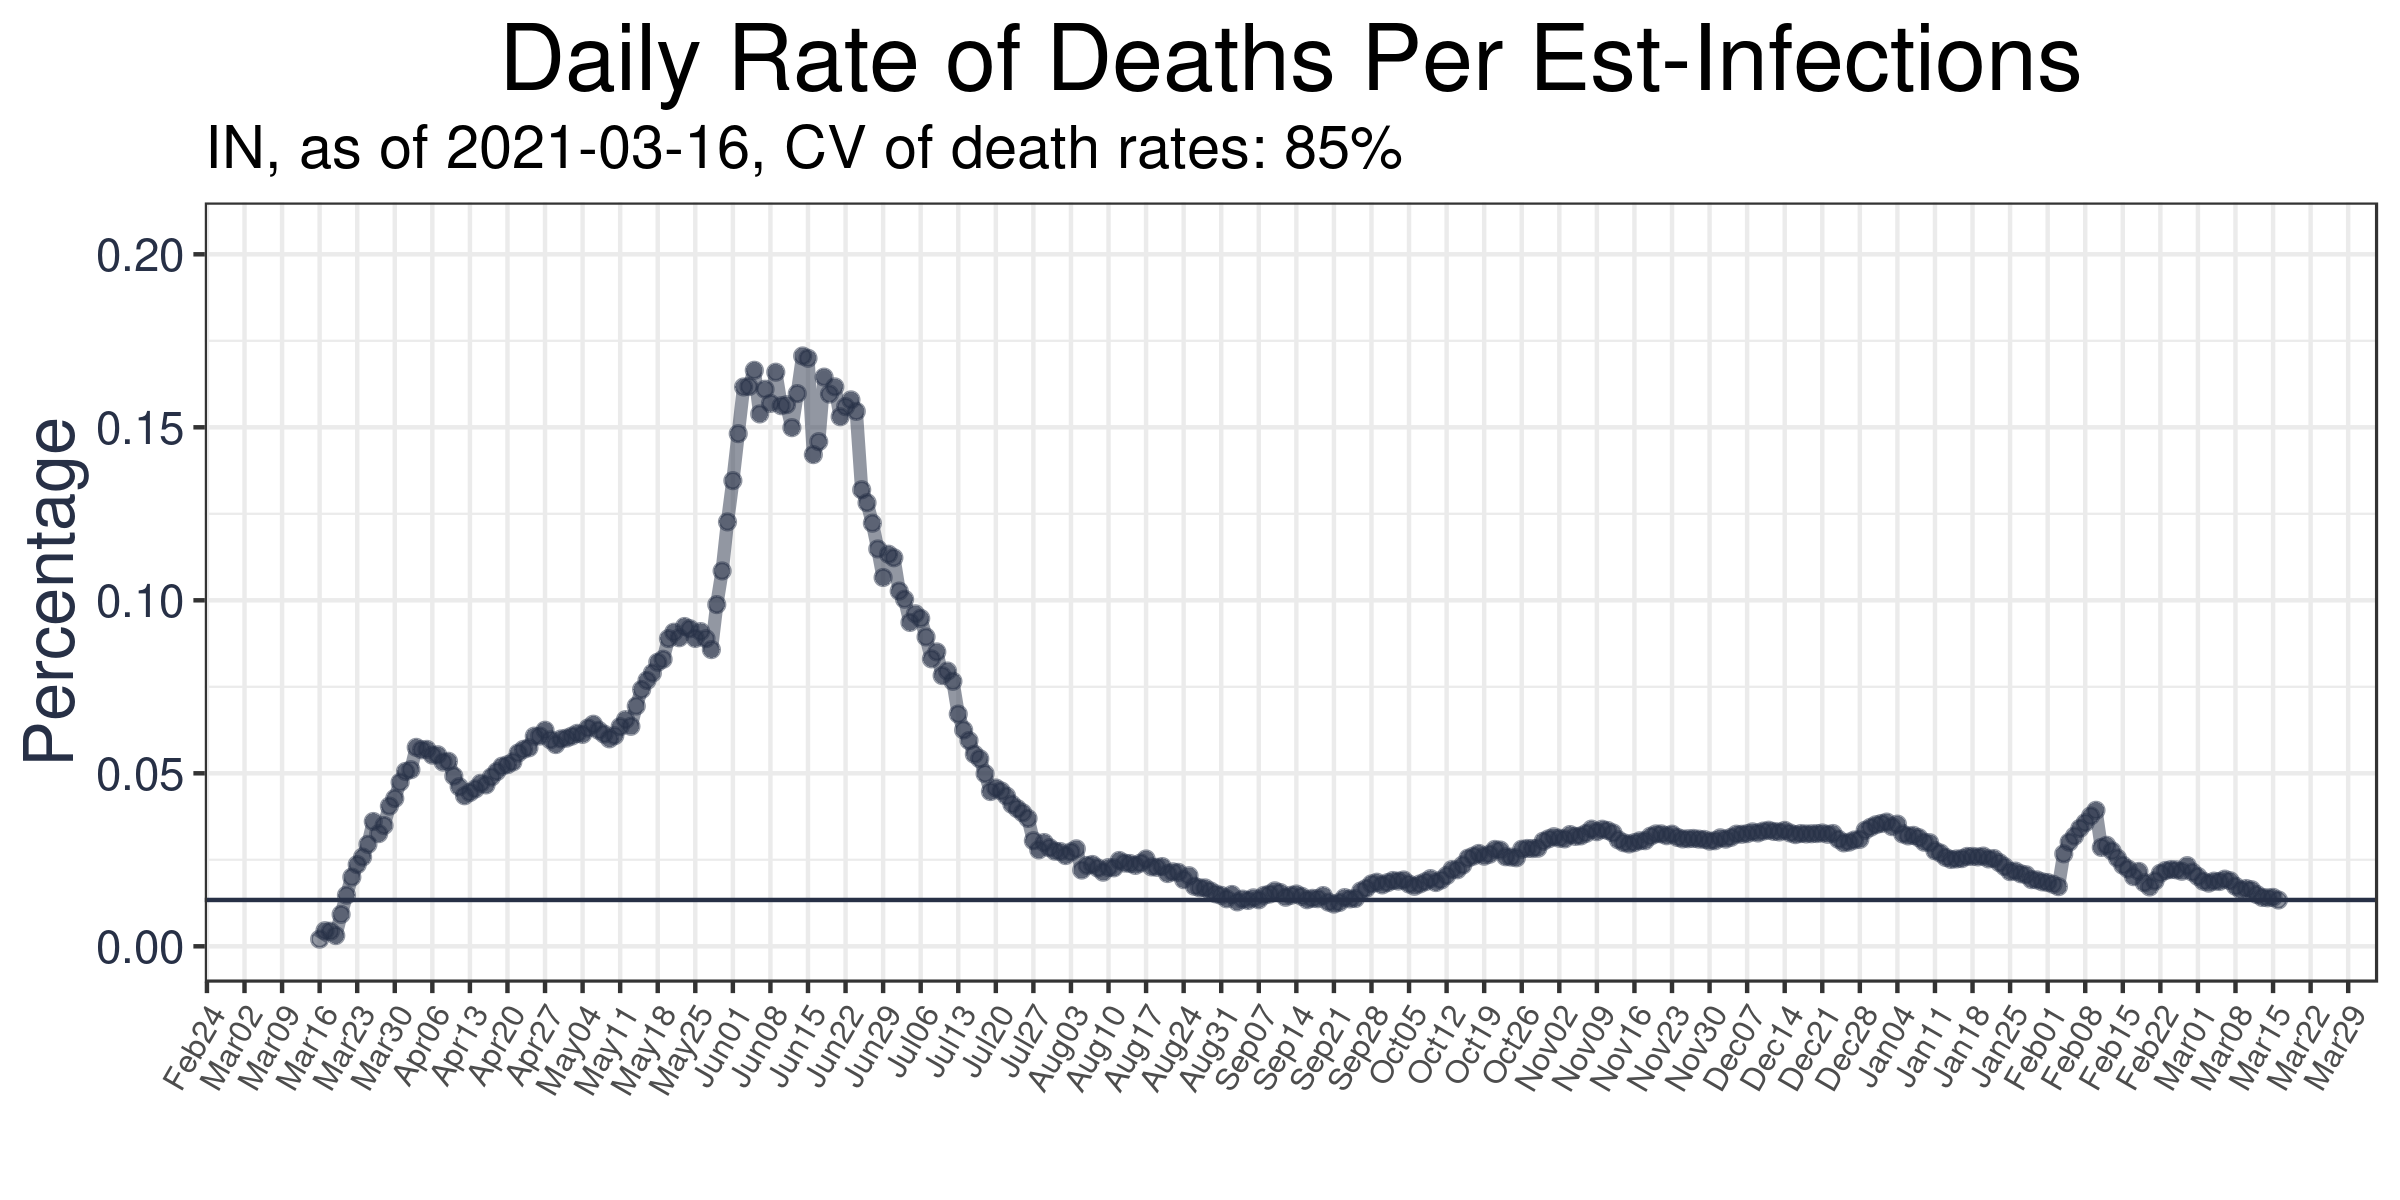 Daily Rate of Deaths Per Est-Infections
IN, as of 2021-03-16, CV of death rates: 85%
Percentage
0.20
0.15
0.10
0.05
0.00
Feb24
Mar02
Mar09
Mar16
Mar23
Mar30
Apr06
Apr13
Apr20
Apr27
May04
May11
May18
May25
Jun01
Jun08
Jun15
Jun22
Jun29
Jul06
Jul13
Jul20
Jul27
Aug03
Aug10
Aug17
Aug24
Aug31
Sep07
Sep14
Sep21
Sep28
Oct05
Oct12
Oct19
Oct26
Nov02
Nov09
Nov16
Nov23
Nov30
Dec07
Dec14
Dec21
Dec28
Jan04
Jan11
Jan18
Jan25
Feb01
Feb08
Feb15
Feb22
Mar01
Mar08
Mar15
Mar22
Mar29